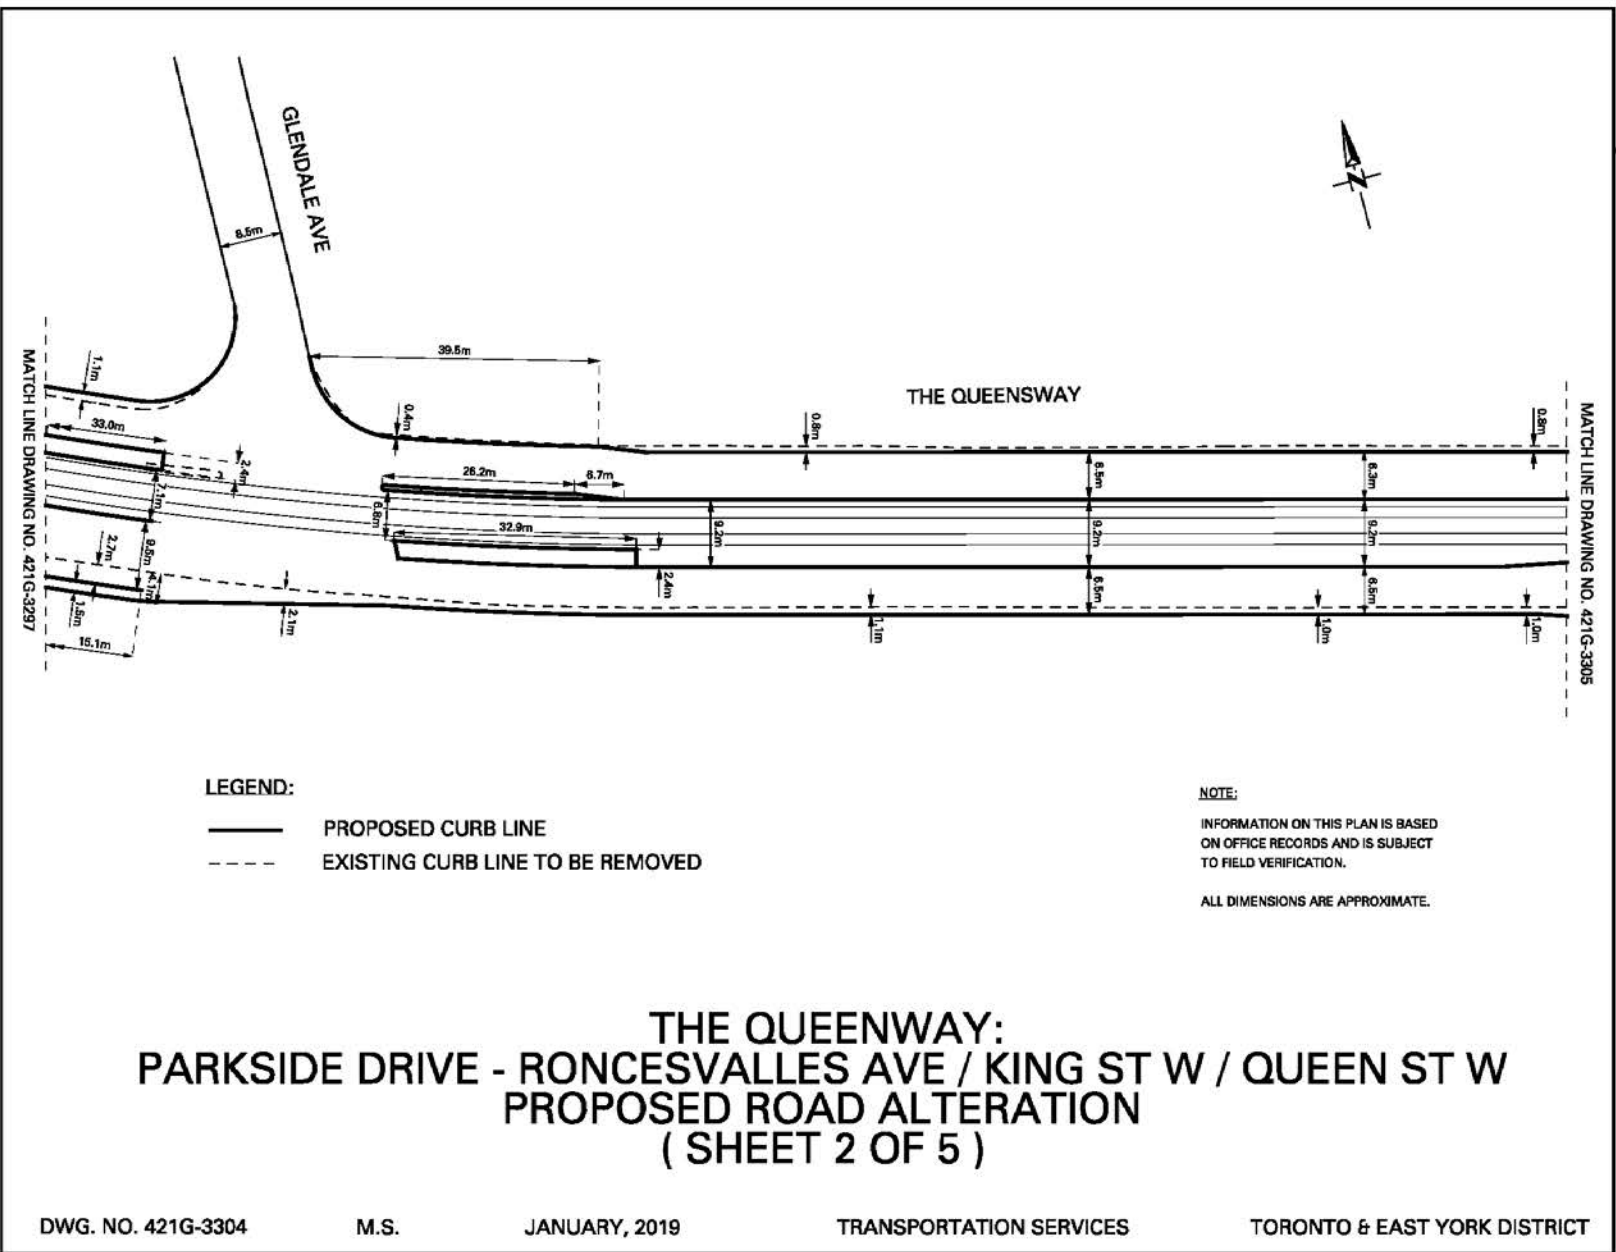 GLENDALE AVE
8.5m
N
39.5m
1.1m
33.0m
2.4m
7.1m
0.4m
THE QUEENSWAY
0.8m
0.8m
26.2m
6.7m
6.8m
32.9m
9.2m
6.5m
9.2m
6.5m
6.3m
9.2m
6.5m
2.4m
2.7m
9.5m
4.1m
1.5m
15.1m
2.1m
1.1m
1.0m
1.0m
MATCH LINE DRAWING NO. 421G-3297
MATCH LINE DRAWING NO. 421G-3305
LEGEND:
PROPOSED CURB LINE
EXISTING CURB LINE TO BE REMOVED
NOTE:
INFORMATION ON THIS PLAN IS BASED
ON OFFICE RECORDS AND IS SUBJECT
TO FIELD VERIFICATION.
ALL DIMENSIONS ARE APPROXIMATE.
THE QUEENWAY:
PARKSIDE DRIVE - RONCESVALLES AVE / KING ST W / QUEEN ST W
PROPOSED ROAD ALTERATION
( SHEET 2 OF 5 )
DWG. NO. 421G-3304 M.S. JANUARY, 2019 TRANSPORTATION SERVICES TORONTO & EAST YORK DISTRICT